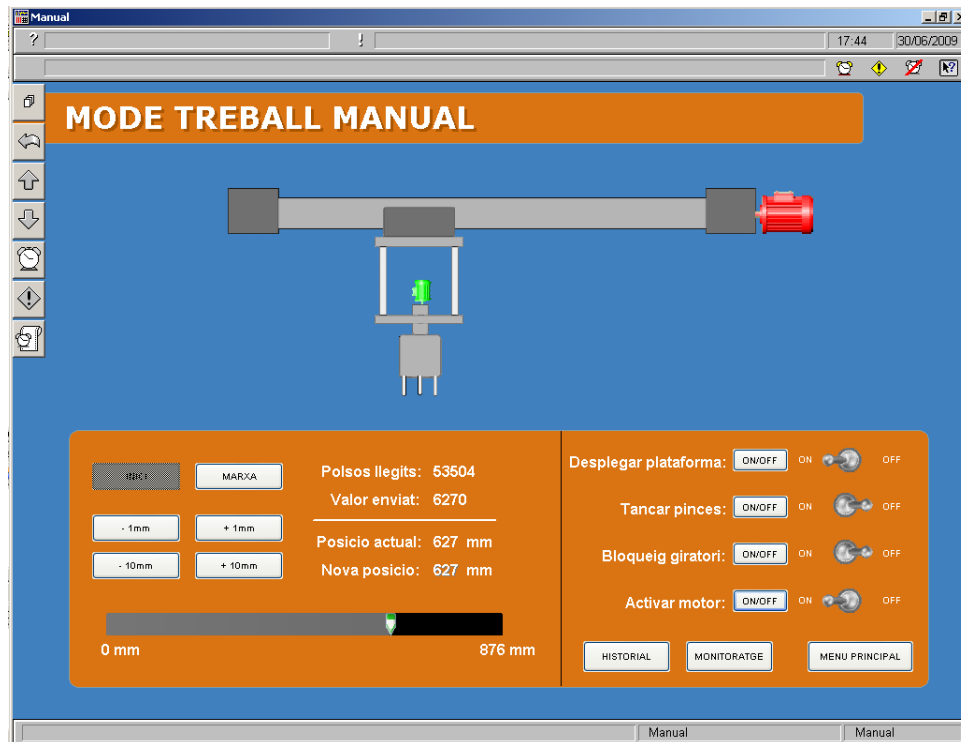 Manual
? ! 17:44 30/06/2009
MODE TREBALL MANUAL
MARXA
- 1mm + 1mm
- 10mm + 10mm
Polsos llegits: 53504
Valor enviat: 6270
Posicio actual: 627 mm
Nova posicio: 627 mm
0 mm 876 mm
Desplegar plataforma: ON/OFF ON OFF
Tancar pinces: ON/OFF ON OFF
Bloqueig giratori: ON/OFF ON OFF
Activar motor: ON/OFF ON OFF
HISTORIAL MONITORATGE MENU PRINCIPAL
Manual Manual